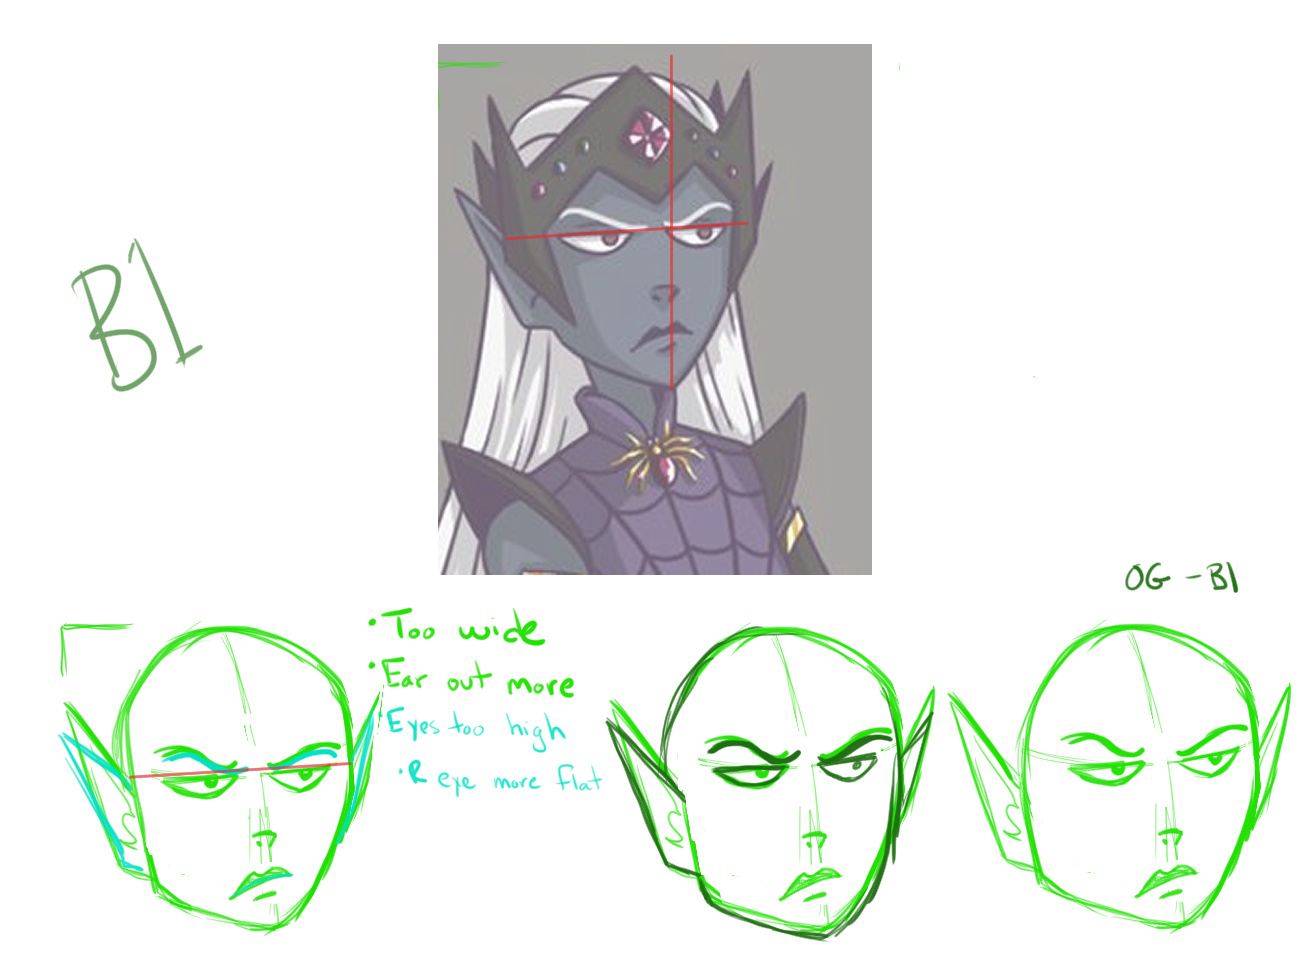 B1
OG - B1
• Too wide
• Ear out more
• Eyes too high
• R eye more flat